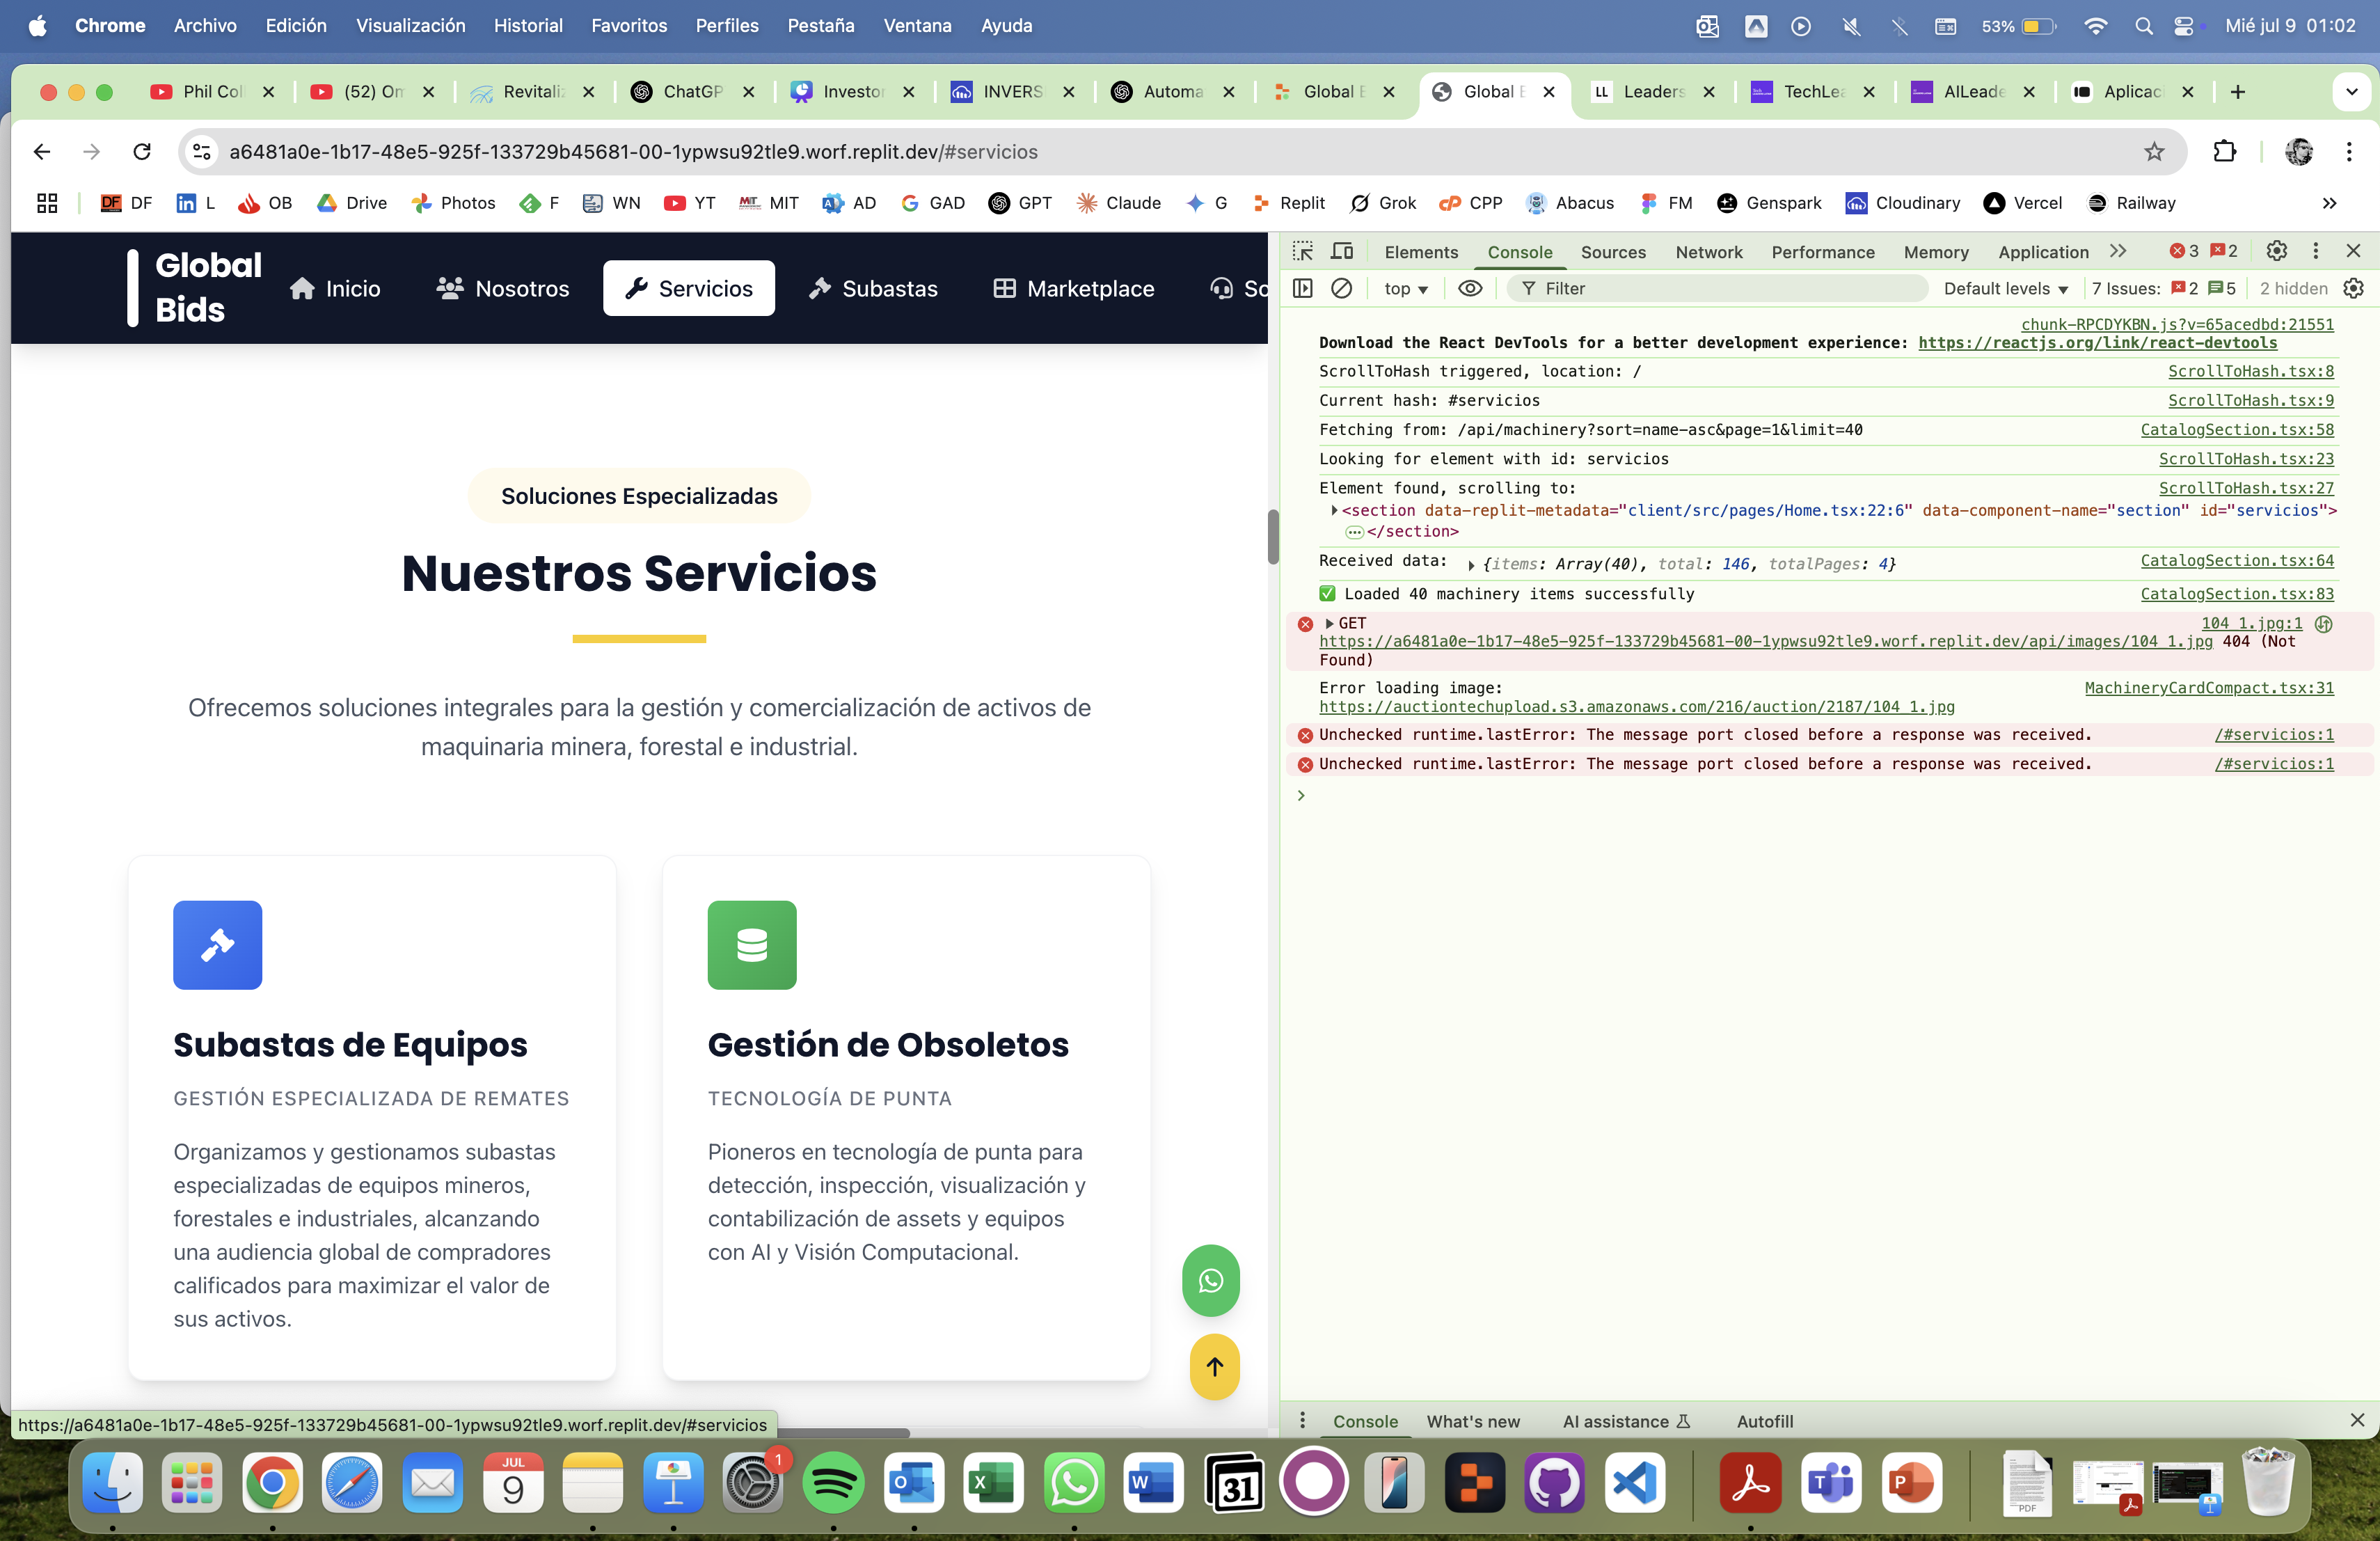 Chrome Archivo Edición Visualización Historial Favoritos Perfiles Pestaña Ventana Ayuda 53% Mié jul 9 01:02
Phil Col (52) Om Revitaliz ChatGP Investor INVERS Automa Global E Global E Leaders TechLea AILeade Aplicac
a6481a0e-1b17-48e5-925f-133729b45681-00-1ypwsu92tle9.worf.replit.dev/#servicios
DF DF L OB Drive Photos F WN YT MIT AD GAD GPT Claude G Replit Grok CPP Abacus FM Genspark Cloudinary Vercel Railway
Global
Bids
Inicio Nosotros Servicios Subastas Marketplace So
Soluciones Especializadas
Nuestros Servicios
Ofrecemos soluciones integrales para la gestión y comercialización de activos de
maquinaria minera, forestal e industrial.
Subastas de Equipos
GESTIÓN ESPECIALIZADA DE REMATES
Organizamos y gestionamos subastas
especializadas de equipos mineros,
forestales e industriales, alcanzando
una audiencia global de compradores
calificados para maximizar el valor de
sus activos.
Gestión de Obsoletos
TECNOLOGÍA DE PUNTA
Pioneros en tecnología de punta para
detección, inspección, visualización y
contabilización de assets y equipos
con AI y Visión Computacional.
https://a6481a0e-1b17-48e5-925f-133729b45681-00-1ypwsu92tle9.worf.replit.dev/#servicios
Elements Console Sources Network Performance Memory Application 3 2
top Filter Default levels 7 Issues: 2 5 2 hidden
chunk-RPCDYKBN.js?v=65acedbd:21551
Download the React DevTools for a better development experience: https://reactjs.org/link/react-devtools
ScrollToHash triggered, location: / ScrollToHash.tsx:8
Current hash: #servicios ScrollToHash.tsx:9
Fetching from: /api/machinery?sort=name-asc&page=1&limit=40 CatalogSection.tsx:58
Looking for element with id: servicios ScrollToHash.tsx:23
Element found, scrolling to: ScrollToHash.tsx:27
<section data-replit-metadata="client/src/pages/Home.tsx:22:6" data-component-name="section" id="servicios">
</section>
Received data: {items: Array(40), total: 146, totalPages: 4} CatalogSection.tsx:64
Loaded 40 machinery items successfully CatalogSection.tsx:83
GET 104_1.jpg:1
https://a6481a0e-1b17-48e5-925f-133729b45681-00-1ypwsu92tle9.worf.replit.dev/api/images/104_1.jpg 404 (Not
Found)
Error loading image: MachineryCardCompact.tsx:31
https://auctiontechupload.s3.amazonaws.com/216/auction/2187/104_1.jpg
Unchecked runtime.lastError: The message port closed before a response was received. /#servicios:1
Unchecked runtime.lastError: The message port closed before a response was received. /#servicios:1
Console What's new AI assistance Autofill
JUL
9
1
31
PDF